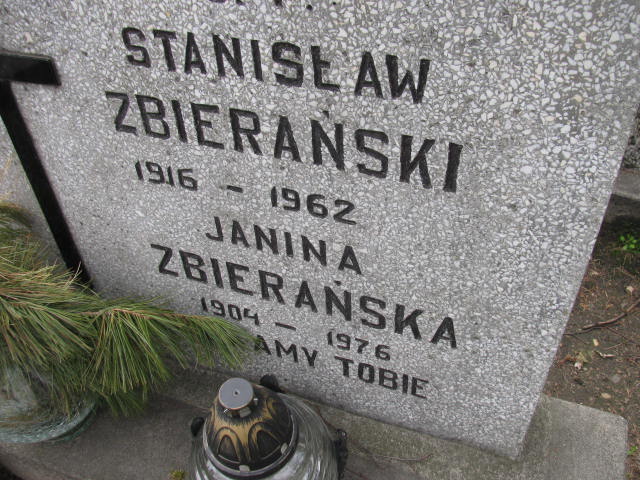 STANISŁAW
ZBIERAŃSKI
1916 - 1962
JANINA
ZBIERAŃSKA
1904 - 1976
TOBIE